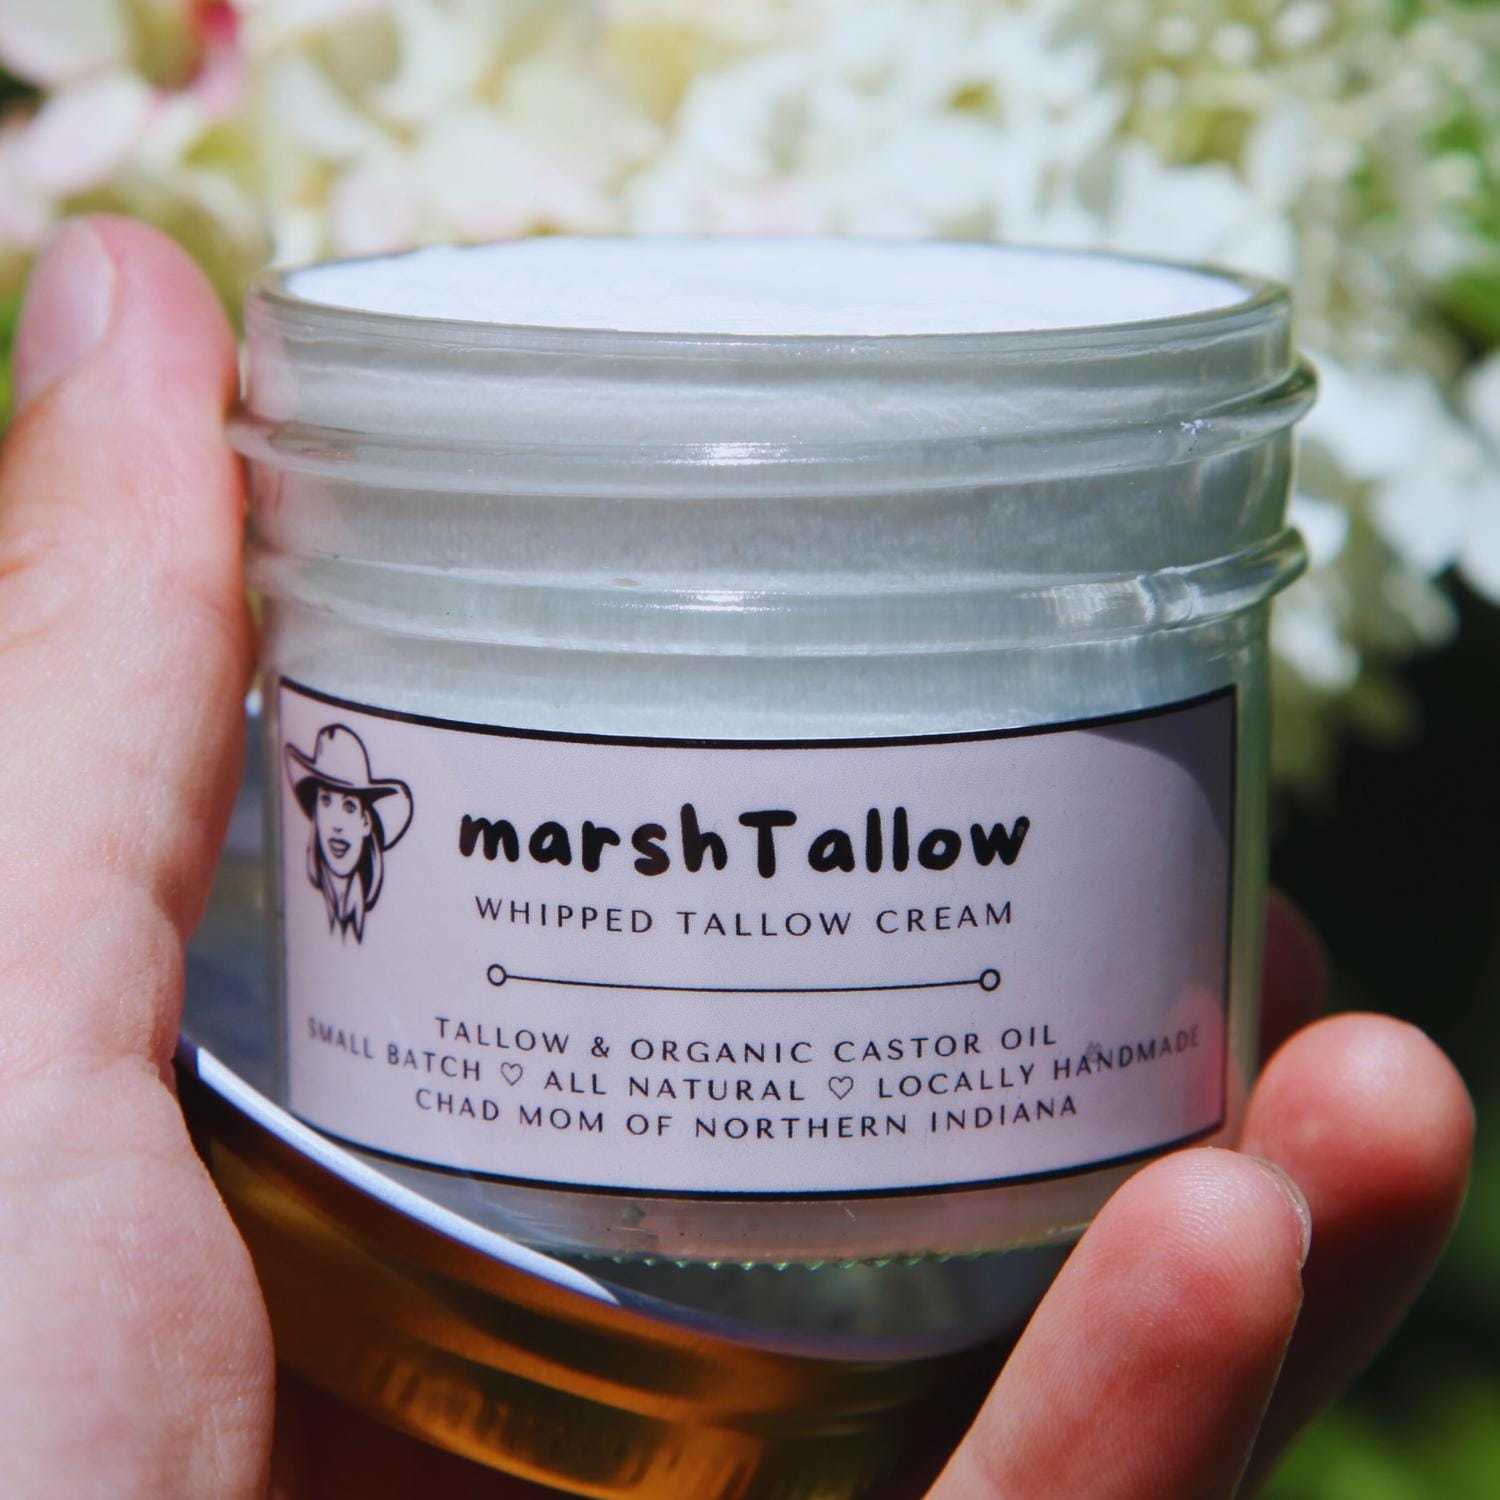 marshTallow
WHIPPED TALLOW CREAM
TALLOW & ORGANIC CASTOR OIL
SMALL BATCH ♡ ALL NATURAL ♡ LOCALLY HANDMADE
CHAD MOM OF NORTHERN INDIANA